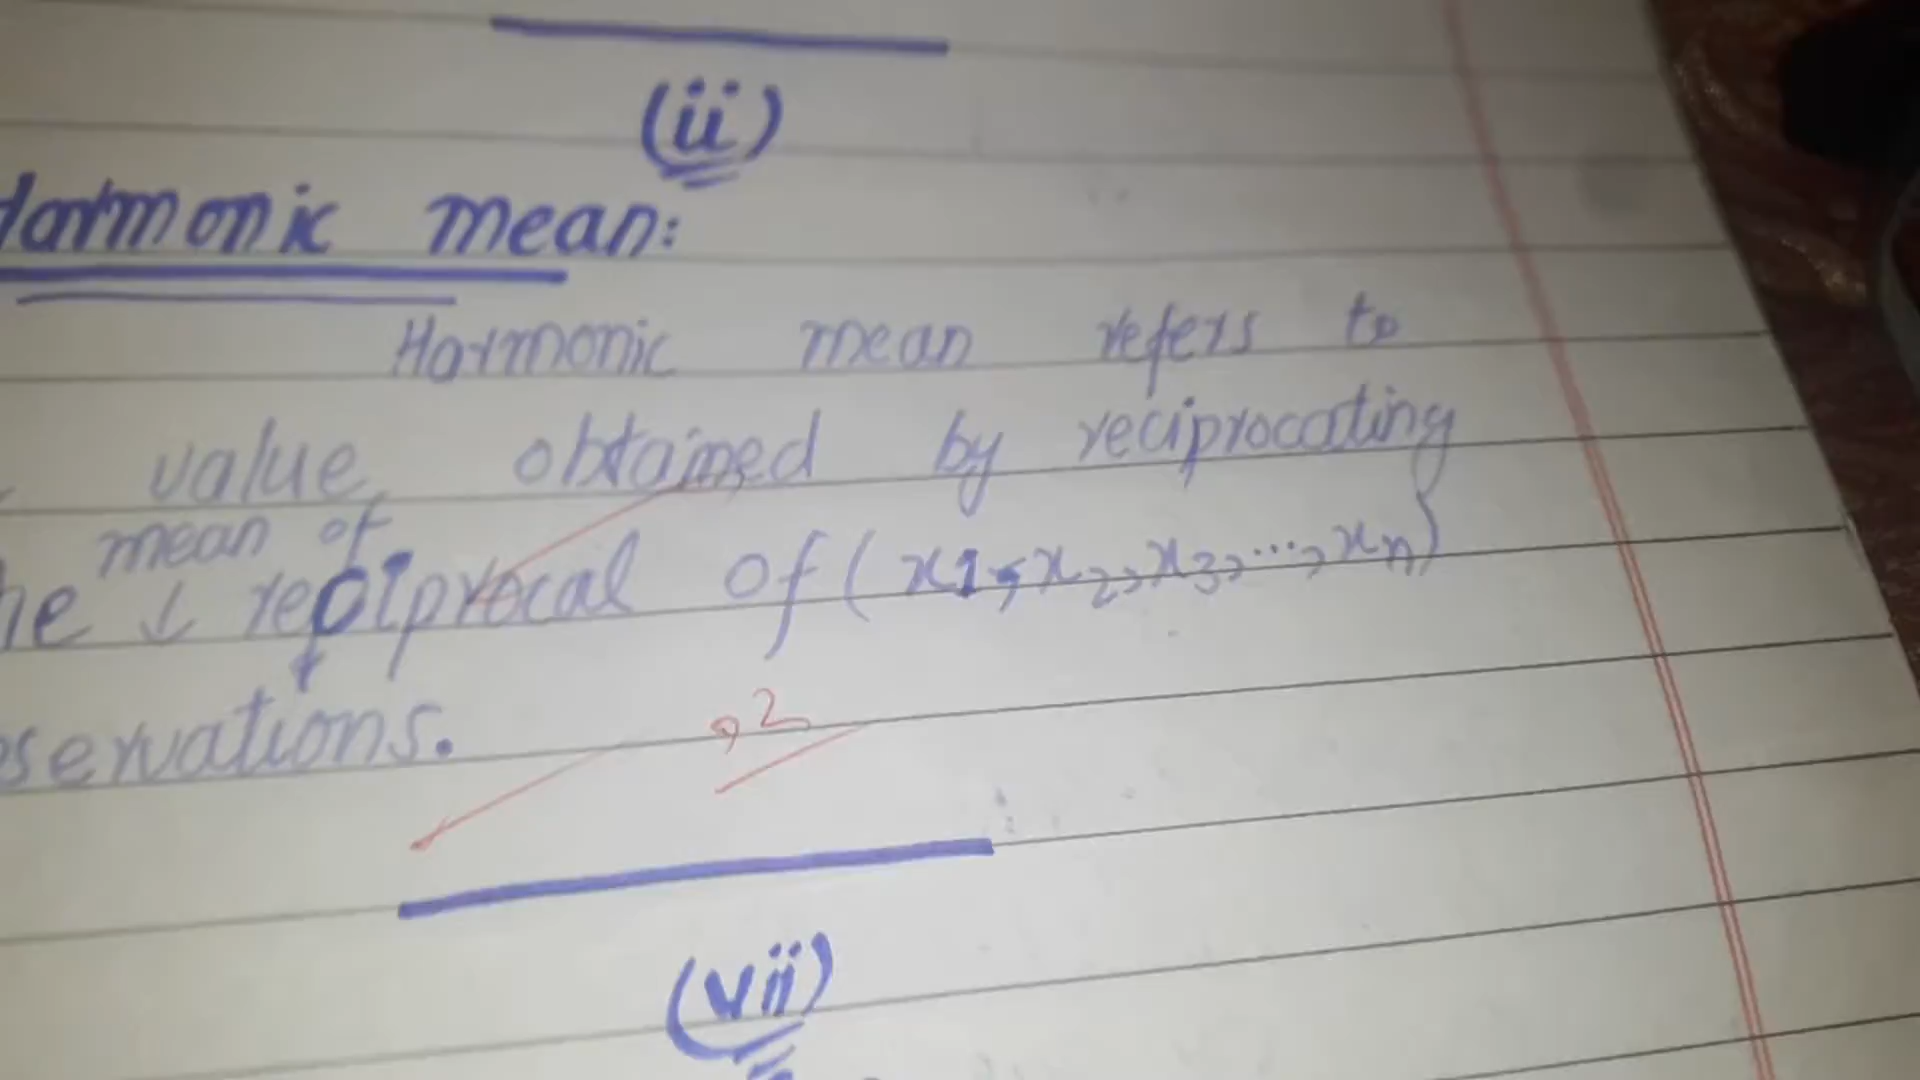 (ii)
Harmonic mean:
Harmonic mean refers to
value obtained by reciprocating
mean of
he ↓ reciprocal of (x1, x2, x3, ..., xn)
servations.
2
(vii)